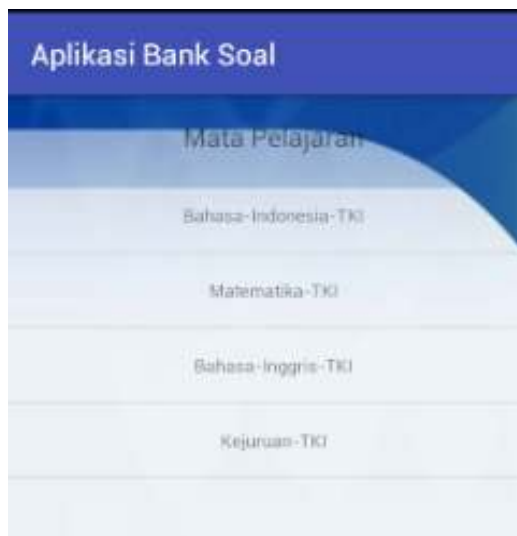 Aplikasi Bank Soal
Mata Pelajaran
Bahasa-Indonesia-TKI
Matematika-TKI
Bahasa-Inggris-TKI
Kejuruan-TKI